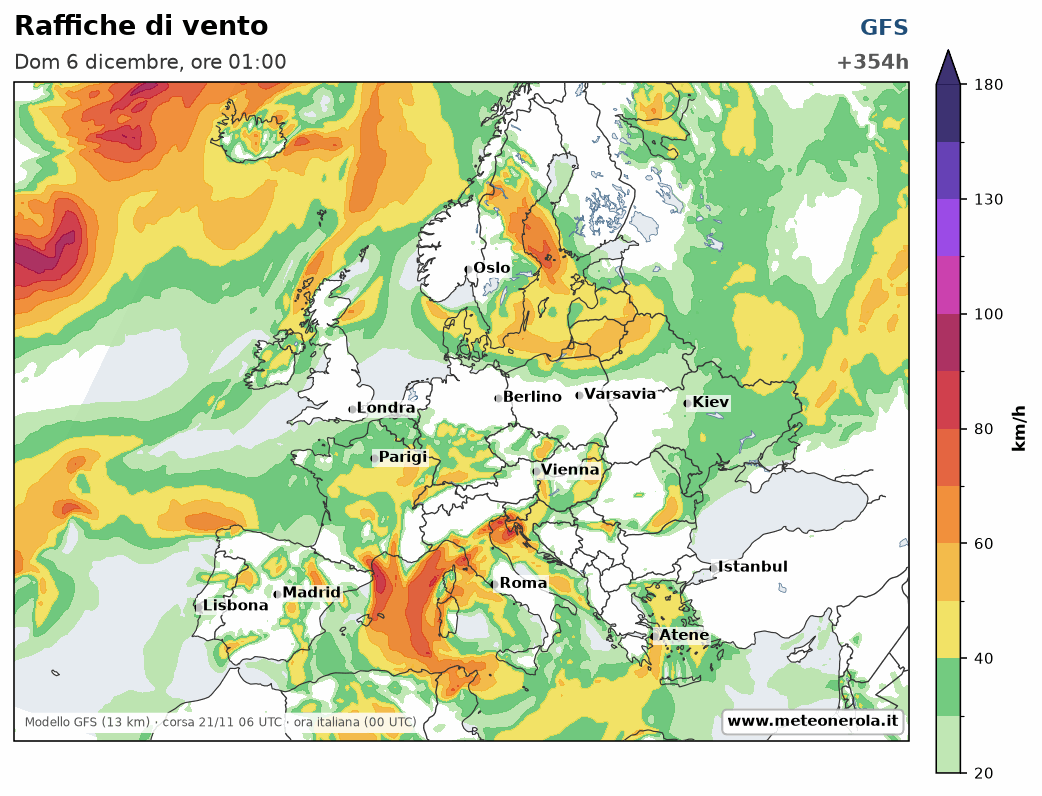 Raffiche di vento
GFS
Dom 6 dicembre, ore 01:00
+354h
180
130
100
80
60
40
20
km/h
Oslo
Londra
Berlino
Varsavia
Kiev
Parigi
Vienna
Istanbul
Roma
Madrid
Lisbona
Atene
Modello GFS (13 km) · corsa 21/11 06 UTC · ora italiana (00 UTC)
www.meteonerola.it